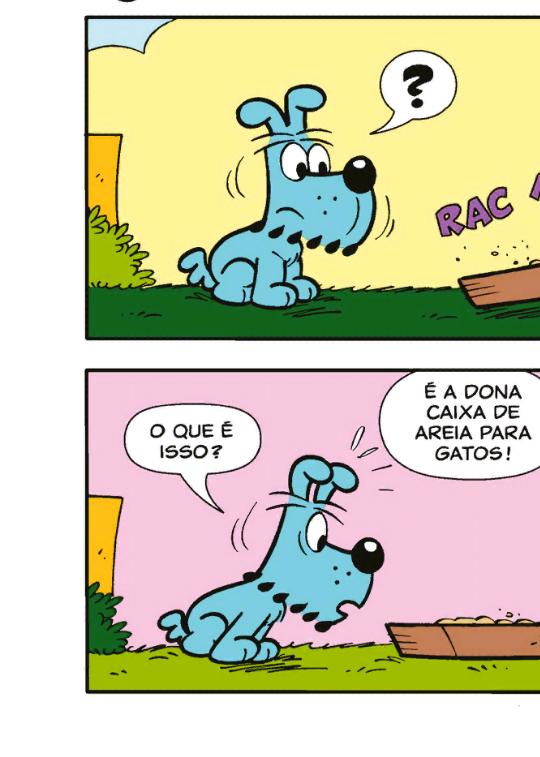 ?
RAC
O QUE É
ISSO?
É A DONA
CAIXA DE
AREIA PARA
GATOS!